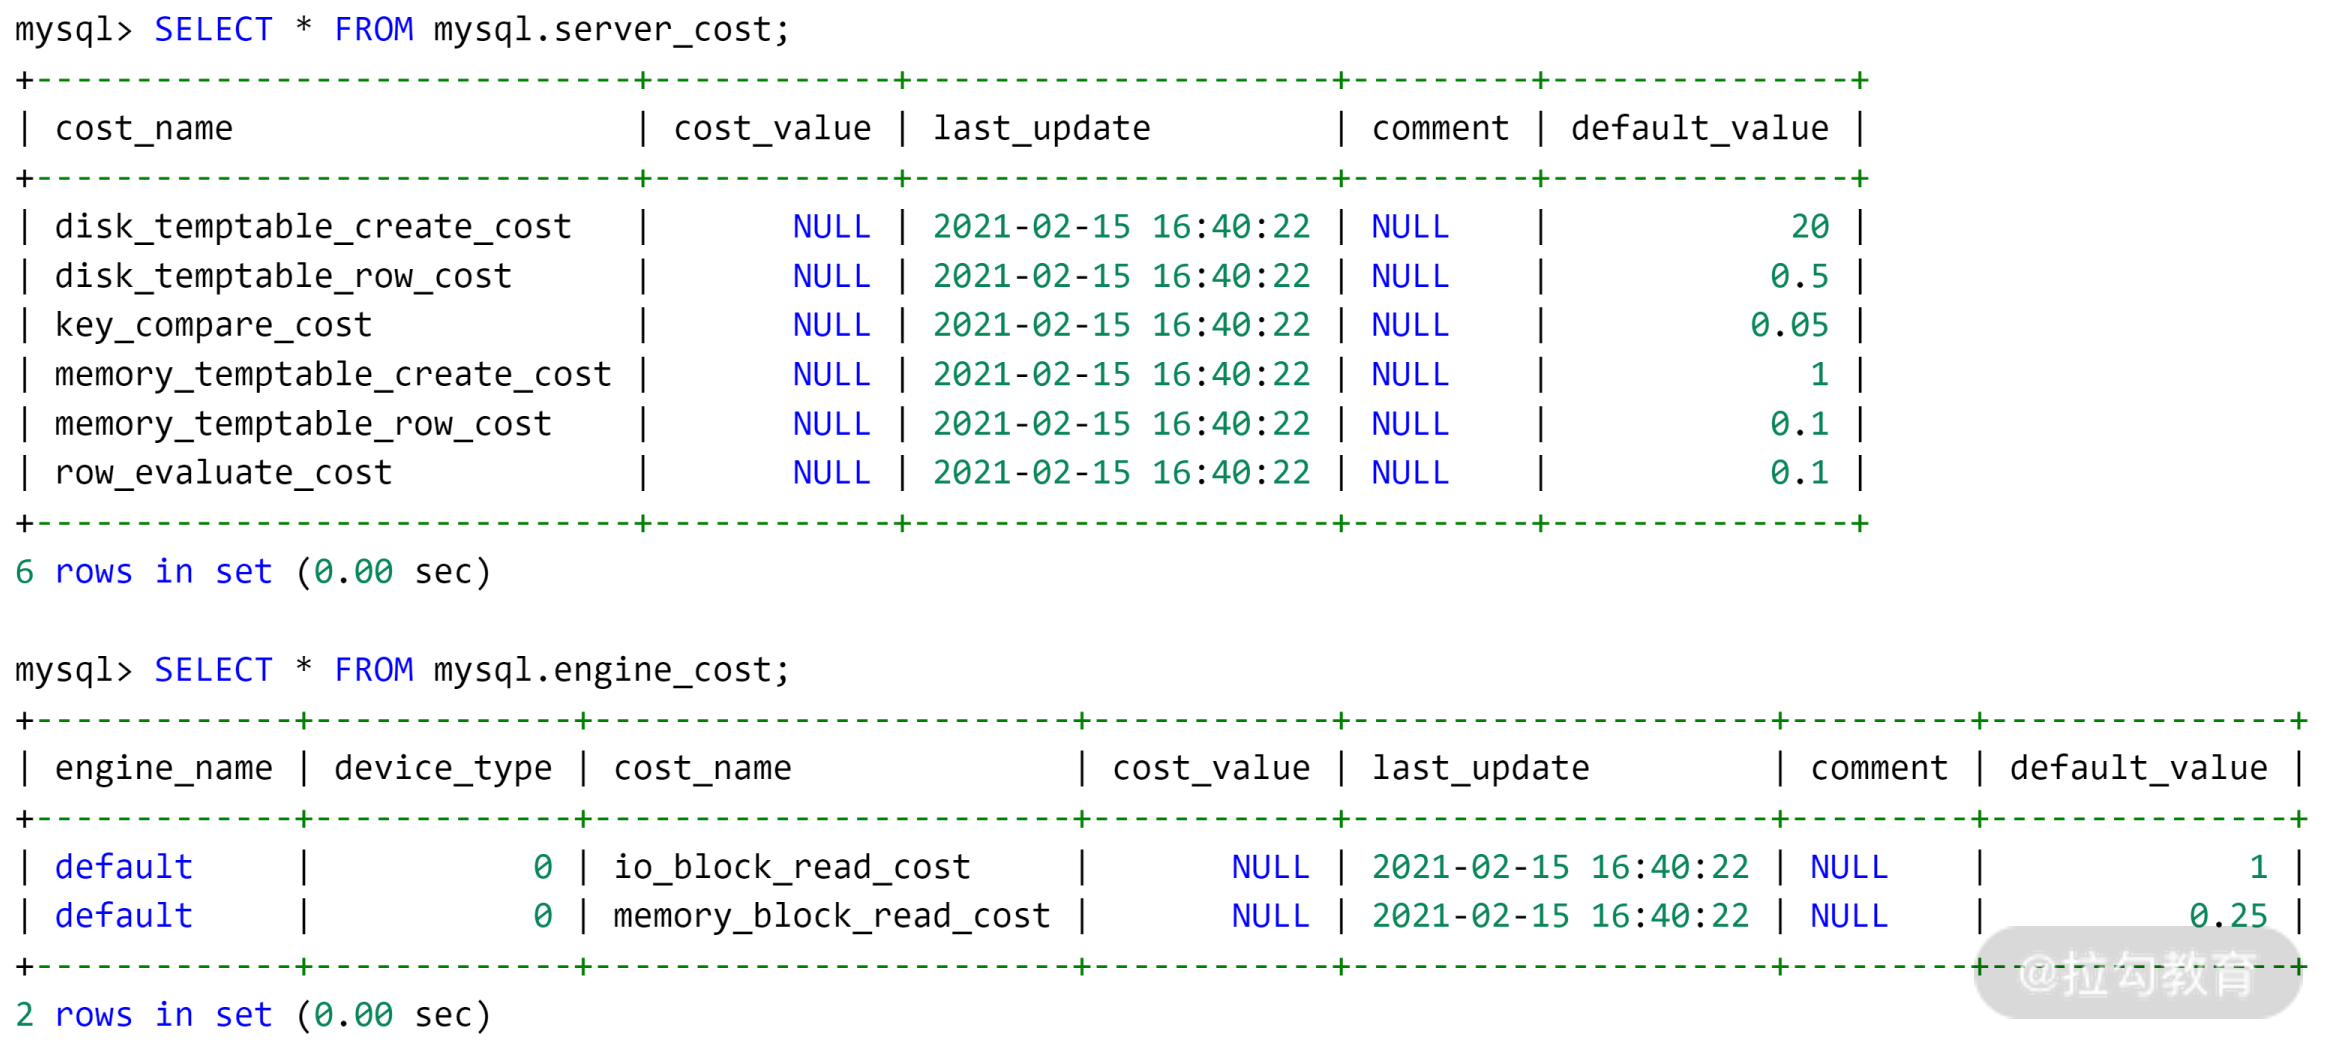 mysql> SELECT * FROM mysql.server_cost;
+------------------------------+------------+---------------------+---------+---------------+
| cost_name                    | cost_value | last_update         | comment | default_value |
+------------------------------+------------+---------------------+---------+---------------+
| disk_temptable_create_cost   |       NULL | 2021-02-15 16:40:22 | NULL    |            20 |
| disk_temptable_row_cost      |       NULL | 2021-02-15 16:40:22 | NULL    |           0.5 |
| key_compare_cost             |       NULL | 2021-02-15 16:40:22 | NULL    |          0.05 |
| memory_temptable_create_cost |       NULL | 2021-02-15 16:40:22 | NULL    |             1 |
| memory_temptable_row_cost    |       NULL | 2021-02-15 16:40:22 | NULL    |           0.1 |
| row_evaluate_cost            |       NULL | 2021-02-15 16:40:22 | NULL    |           0.1 |
+------------------------------+------------+---------------------+---------+---------------+
6 rows in set (0.00 sec)
mysql> SELECT * FROM mysql.engine_cost;
+-------------+-------------+------------------------+------------+---------------------+---------+---------------+
| engine_name | device_type | cost_name              | cost_value | last_update         | comment | default_value |
+-------------+-------------+------------------------+------------+---------------------+---------+---------------+
| default     |           0 | io_block_read_cost     |       NULL | 2021-02-15 16:40:22 | NULL    |             1 |
| default     |           0 | memory_block_read_cost |       NULL | 2021-02-15 16:40:22 | NULL    |          0.25 |
+-------------+-------------+------------------------+------------+---------------------+---------+---------------+
@拉勾教育
2 rows in set (0.00 sec)